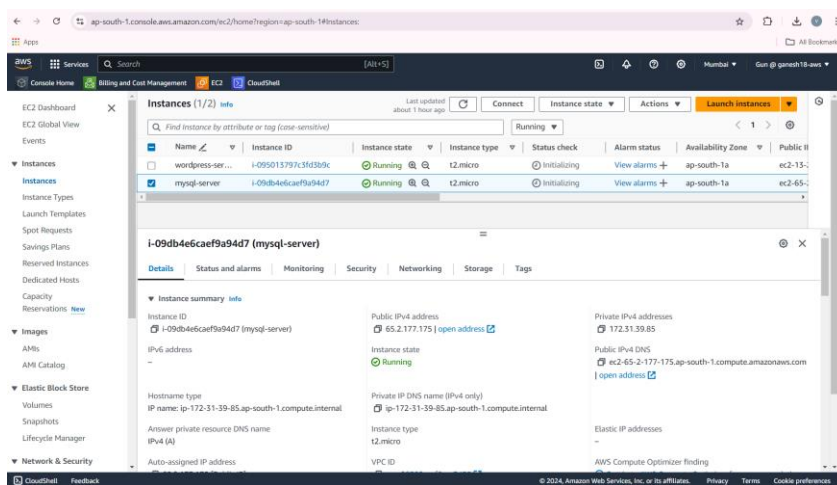 ap-south-1.console.aws.amazon.com/ec2/home?region=ap-south-1#Instances:
Apps
All Bookmark
aws Services Search [Alt+S] Mumbai Gun @ ganesh18-aws
Console Home Billing and Cost Management EC2 CloudShell
EC2 Dashboard
EC2 Global View
Events
Instances
Instances
Instance Types
Launch Templates
Spot Requests
Savings Plans
Reserved Instances
Dedicated Hosts
Capacity
Reservations New
Images
AMIs
AMI Catalog
Elastic Block Store
Volumes
Snapshots
Lifecycle Manager
Network & Security
Instances (1/2) Info
Last updated
about 1 hour ago
Connect Instance state Actions Launch instances
Find Instance by attribute or tag (case-sensitive) Running 1
Name Instance ID Instance state Instance type Status check Alarm status Availability Zone Public I
wordpress-ser... i-095013797c3fd3b9c Running t2.micro Initializing View alarms + ap-south-1a ec2-13-
mysql-server i-09db4e6caef9a94d7 Running t2.micro Initializing View alarms + ap-south-1a ec2-65-
i-09db4e6caef9a94d7 (mysql-server)
Details Status and alarms Monitoring Security Networking Storage Tags
Instance summary Info
Instance ID Public IPv4 address Private IPv4 addresses
i-09db4e6caef9a94d7 (mysql-server) 65.2.177.175 | open address 172.31.39.85
IPv6 address Instance state Public IPv4 DNS
– Running ec2-65-2-177-175.ap-south-1.compute.amazonaws.com
| open address
Hostname type Private IP DNS name (IPv4 only)
IP name: ip-172-31-39-85.ap-south-1.compute.internal ip-172-31-39-85.ap-south-1.compute.internal
Answer private resource DNS name Instance type Elastic IP addresses
IPv4 (A) t2.micro –
Auto-assigned IP address VPC ID AWS Compute Optimizer finding
CloudShell Feedback © 2024, Amazon Web Services, Inc. or its affiliates. Privacy Terms Cookie preferences